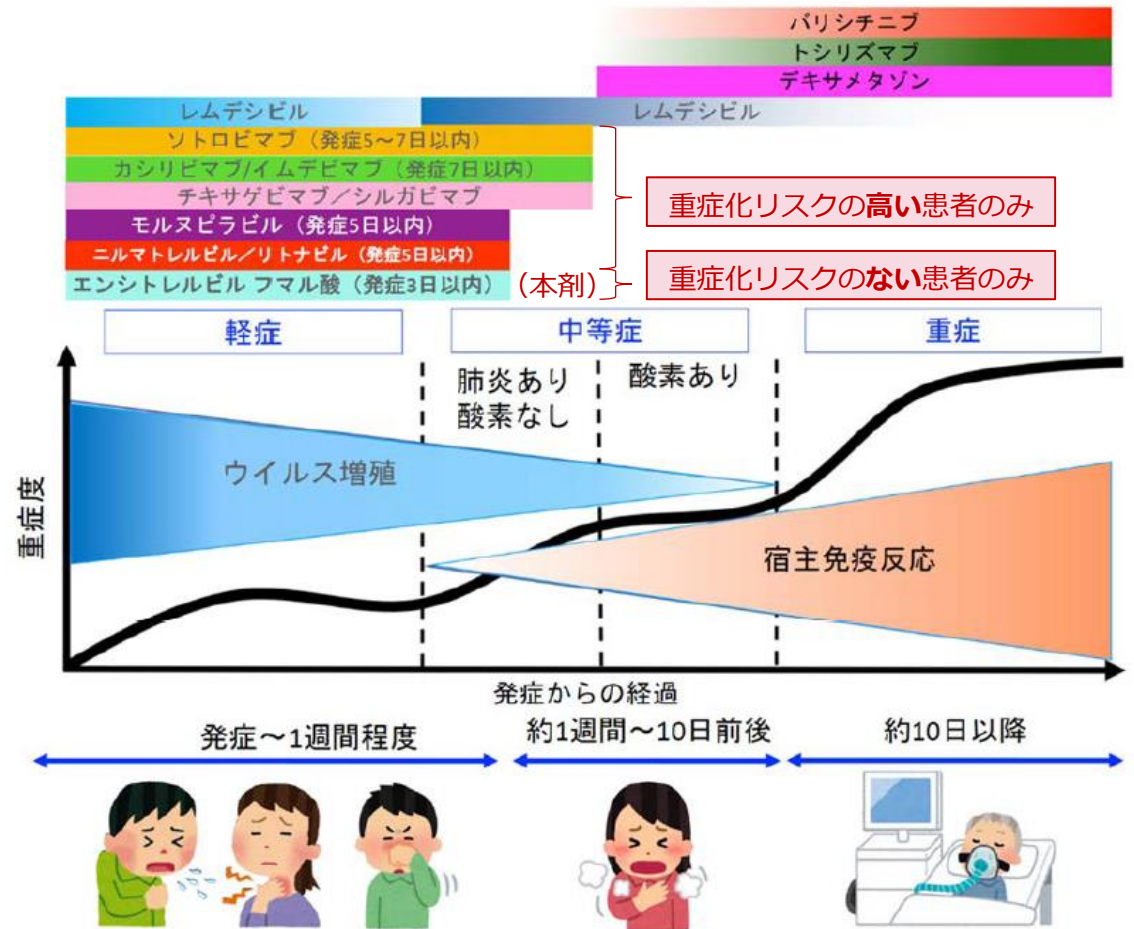 バリシチニブ
トシリズマブ
デキサメタゾン
レムデシビル
レムデシビル
ソトロビマブ（発症5～7日以内）
カシリビマブ/イムデビマブ（発症7日以内）
チキサゲビマブ／シルガビマブ
モルヌピラビル（発症5日以内）
ニルマトレルビル／リトナビル（発症5日以内）
エンシトレルビル フマル酸（発症3日以内）
（本剤）
重症化リスクの高い患者のみ
重症化リスクのない患者のみ
軽症
中等症
重症
肺炎あり
酸素なし
酸素あり
ウイルス増殖
宿主免疫反応
重症度
発症からの経過
発症～1週間程度
約1週間～10日前後
約10日以降